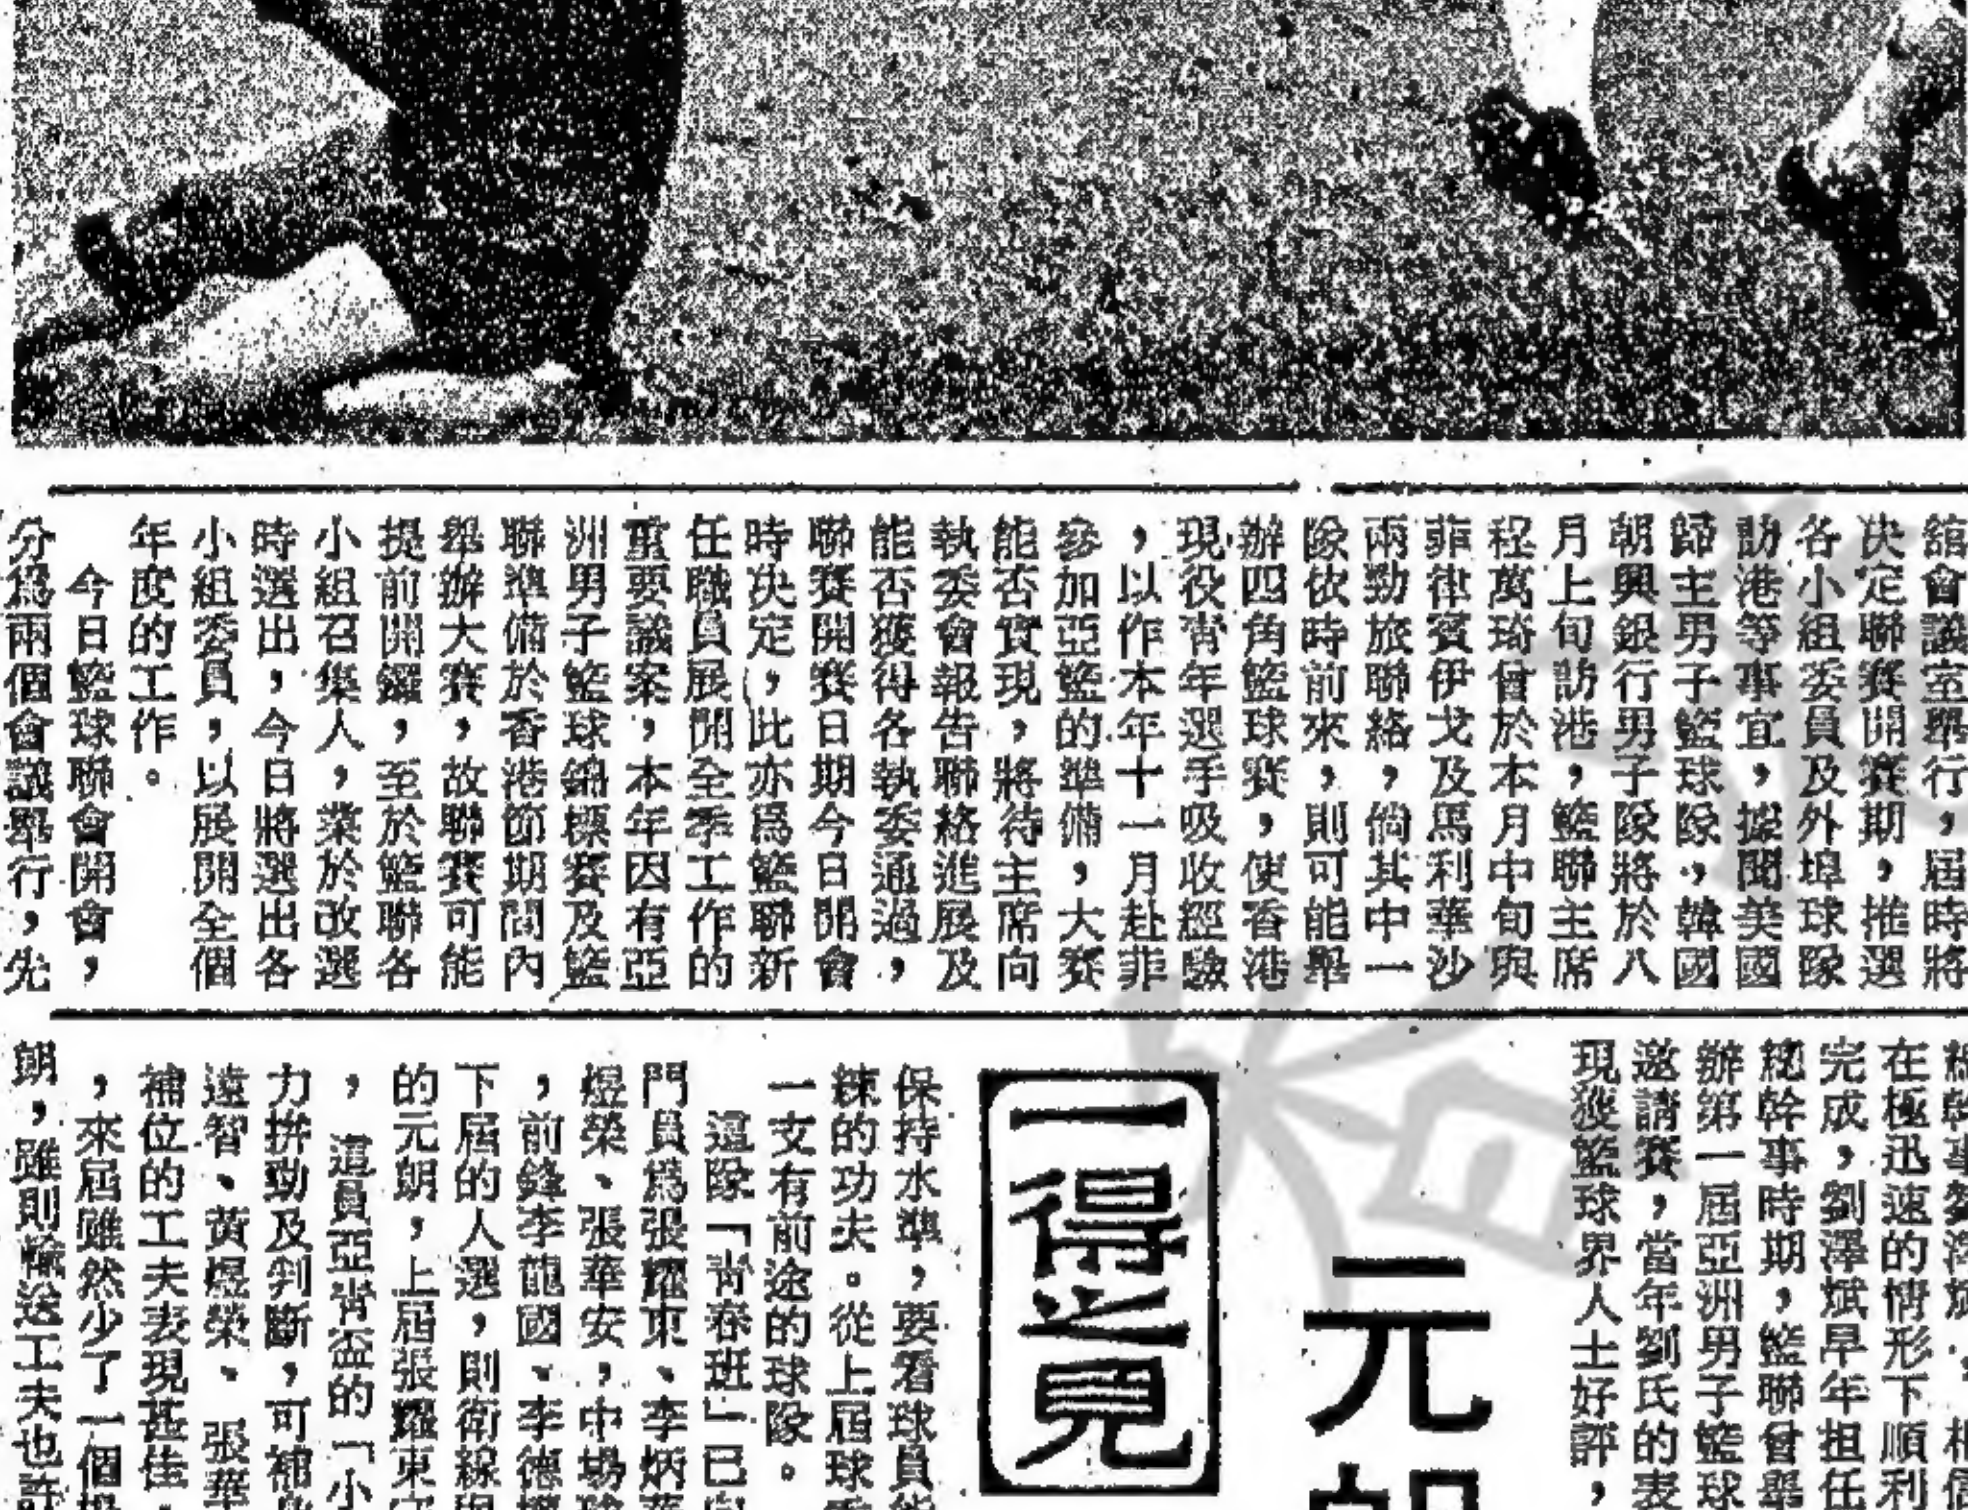 舘會議室舉行，屆時將
決定聯賽開賽期，推選
各小組委員及外埠球隊
訪港等事宜，據聞美國
歸主男子籃球隊，韓國
朝興銀行男子隊將於八
月上旬訪港，籃聯主席
程萬琦曾於本月中旬與
菲律賓伊戈及馬利華沙
兩勁旅聯絡，倘其中一
隊依時前來，則可能舉
辦四角籃球賽，使香港
現役青年選手吸收經驗
，以作本年十一月赴菲
參加亞籃的準備，大賽
能否實現，將待主席向
執委會報告聯絡進展及
能否獲得各執委通過，
聯賽開賽日期今日開會
時決定，此亦爲籃聯新
任職員展開全季工作的
重要議案，本年因有亞
洲男子籃球錦標賽及籃
聯準備於香港節期間內
舉辦大賽，故聯賽可能
提前開鑼，至於籃聯各
小組召集人，業於改選
時選出，今日將選出各
小組委員，以展開全個
年度的工作。
今日籃球聯會開會，
分爲兩個會議舉行，先
在極迅速的情形下順利
完成，劉澤斌早年担任
總幹事時期，籃聯會舉
辦第一屆亞洲男子籃球
邀請賽，當年劉氏的表
現獲籃球界人士好評，
元
一得之見
保持水準，要看球員能
一支有前途的球隊。
這隊「青春班」已
門員爲張耀東、李炳
煜榮、張華安，中場
，前鋒李龍國、李德
下屆的人選，則衛線
的元朗，上屆張耀東
，這員亞青盃的「小
力拚勁及判斷，可補
遠智、黃煜榮、張華
補位的工夫表現甚佳，
，來屆雖然少了一個
朗，雖則輸送工夫也許